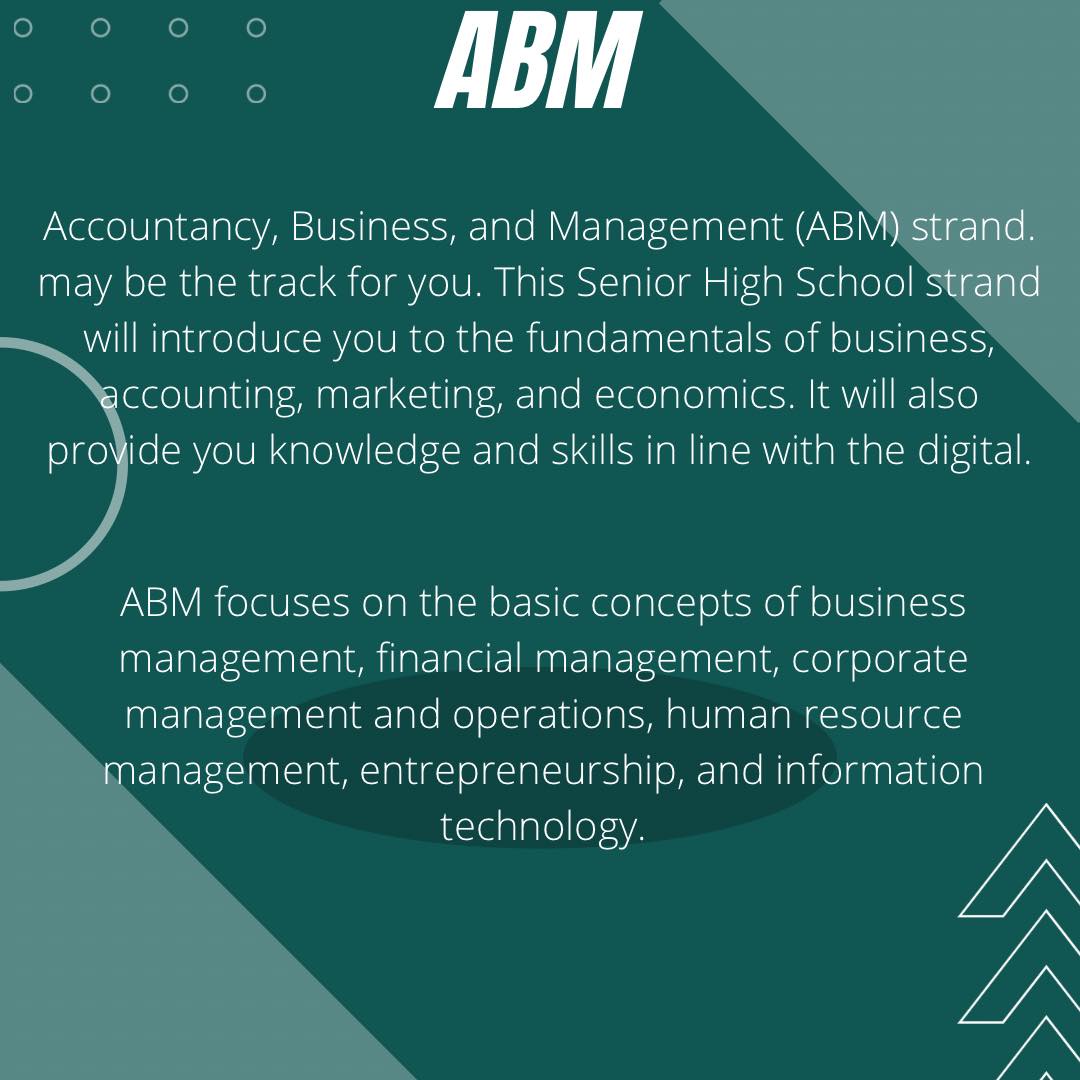 ABM
Accountancy, Business, and Management (ABM) strand.
may be the track for you. This Senior High School strand
will introduce you to the fundamentals of business,
accounting, marketing, and economics. It will also
provide you knowledge and skills in line with the digital.
ABM focuses on the basic concepts of business
management, financial management, corporate
management and operations, human resource
management, entrepreneurship, and information
technology.